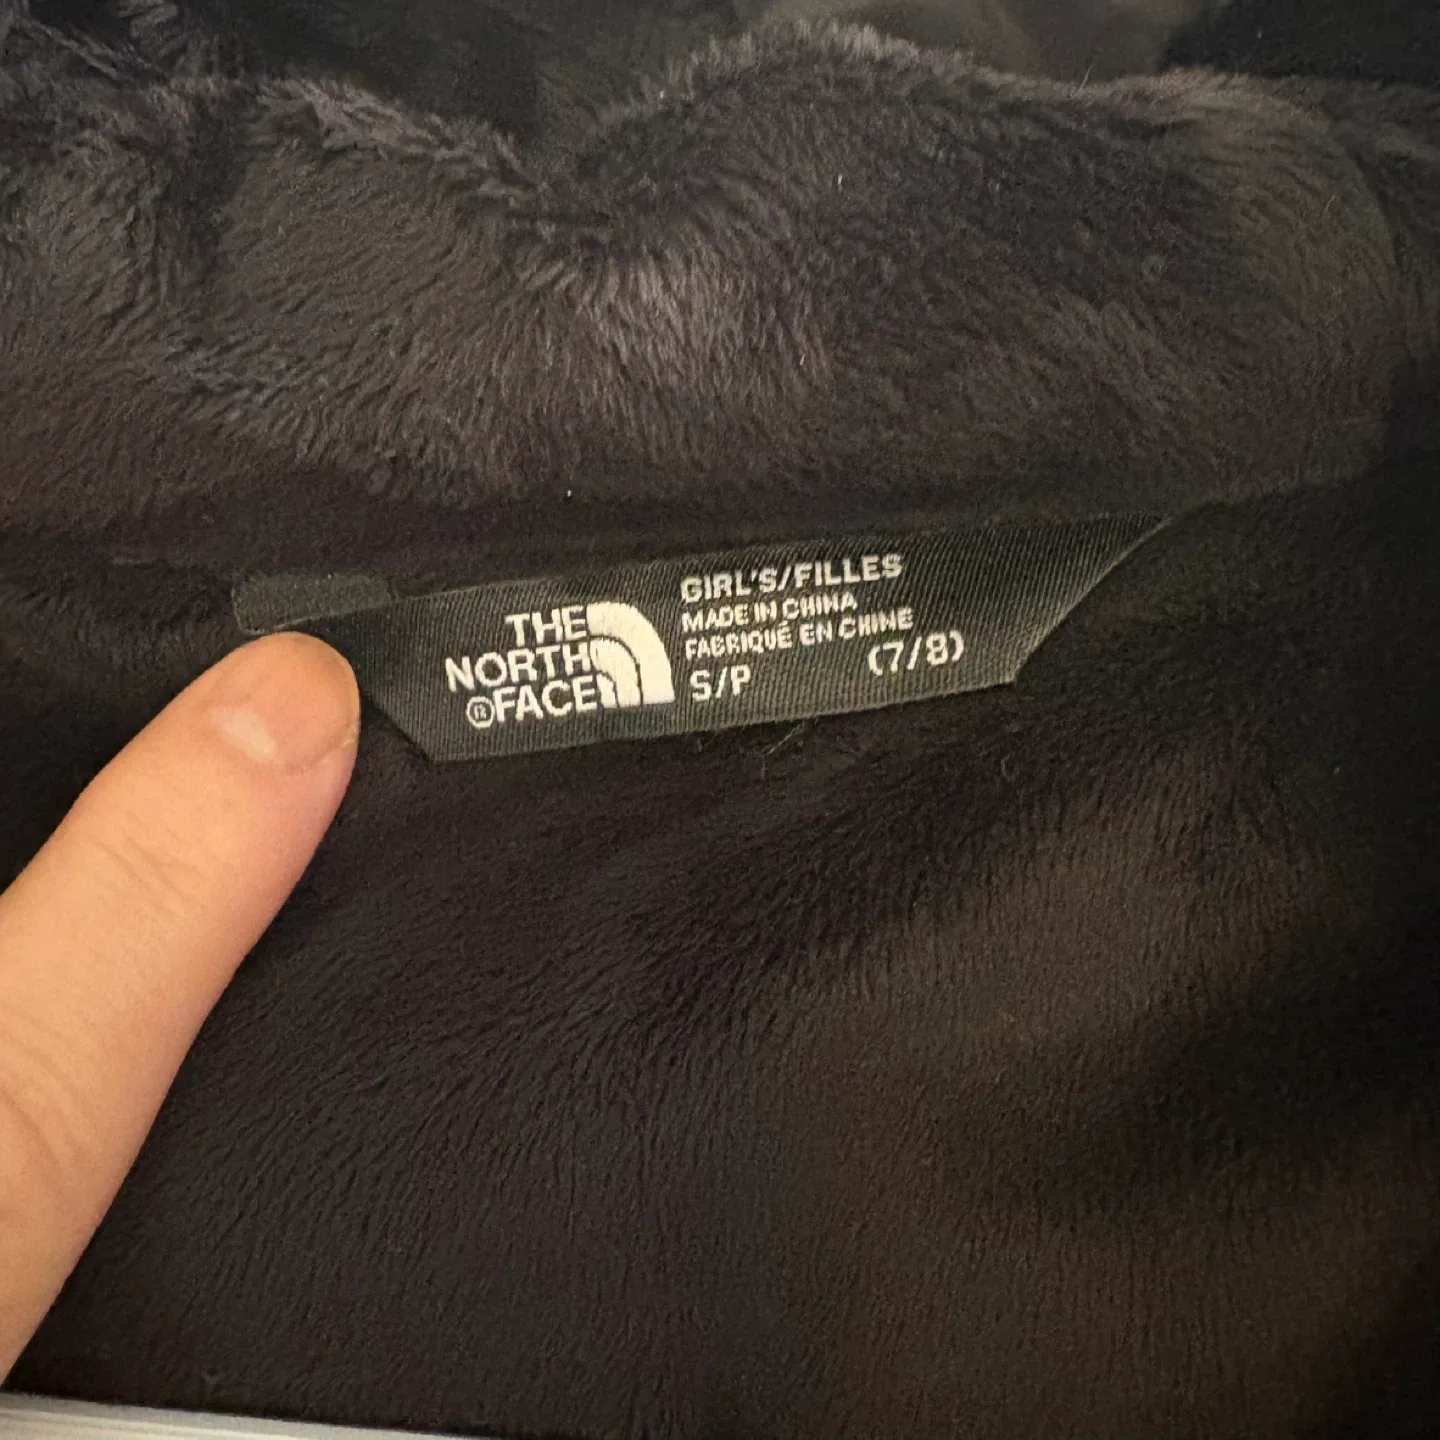 THE
NORTH
®FACE
GIRL'S/FILLES
MADE IN CHINA
FABRIQUÉ EN CHINE
S/P (7/8)